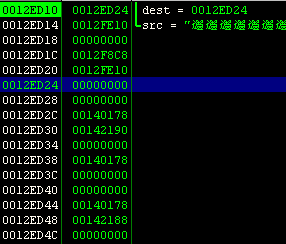 0012ED10 0012ED24 dest = 0012ED24
0012ED14 0012FE10 src = "
0012ED18 00000000
0012ED1C 0012F8C8
0012ED20 0012FE10
0012ED24 00000000
0012ED28 00000000
0012ED2C 00140178
0012ED30 00142190
0012ED34 00000000
0012ED38 00140178
0012ED3C 00000000
0012ED40 00000000
0012ED44 00140178
0012ED48 00142188
0012ED4C 00000000